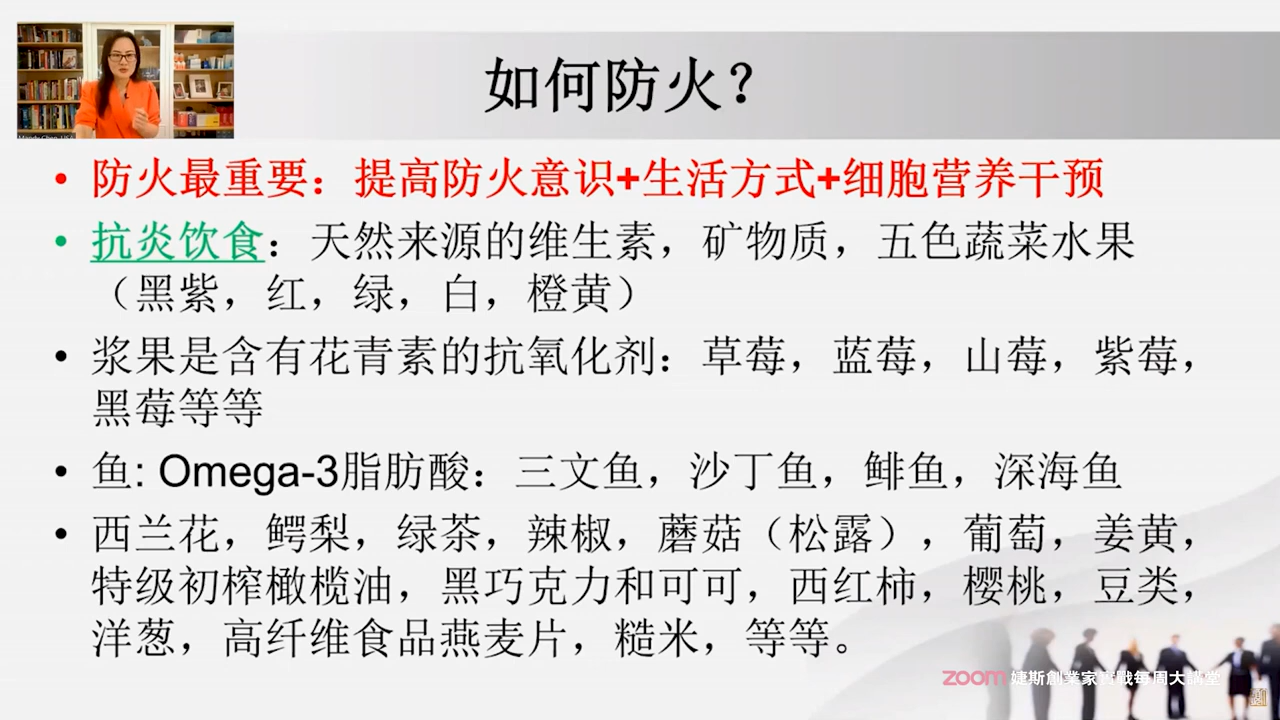 如何防火？
• 防火最重要：提高防火意识+生活方式+细胞营养干预
• 抗炎饮食：天然来源的维生素，矿物质，五色蔬菜水果
（黑紫，红，绿，白，橙黄）
• 浆果是含有花青素的抗氧化剂：草莓，蓝莓，山莓，紫莓，
黑莓等等
• 鱼: Omega-3脂肪酸：三文鱼，沙丁鱼，鲱鱼，深海鱼
• 西兰花，鳄梨，绿茶，辣椒，蘑菇（松露），葡萄，姜黄，
特级初榨橄榄油，黑巧克力和可可，西红柿，樱桃，豆类，
洋葱，高纤维食品燕麦片，糙米，等等。
zoom 婕斯創業家實戰每周大講堂